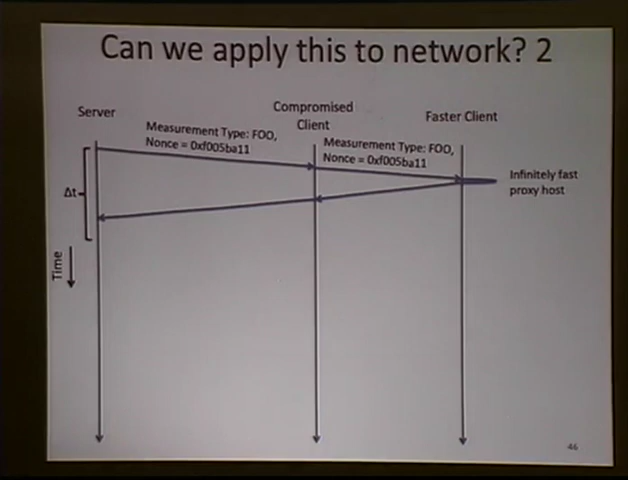 Can we apply this to network? 2
Server
Compromised
Client
Faster Client
Measurement Type: FOO,
Nonce = 0xf005ba11
Measurement Type: FOO,
Nonce = 0xf005ba11
Infinitely fast
proxy host
Δt
Time
46